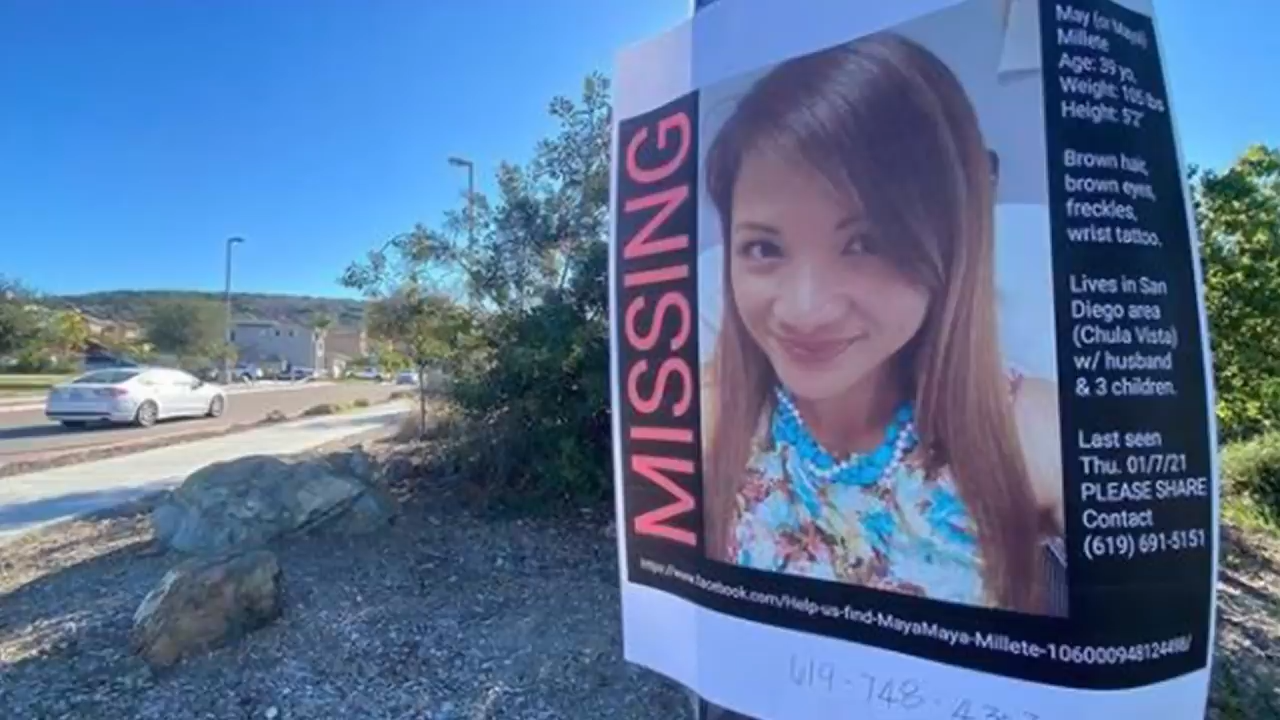 MISSING
May (or Maya)
Millete
Age: 39 yo,
Weight: 105 lbs
Height: 5'2"
Brown hair,
brown eyes,
freckles,
wrist tattoo.
Lives in San
Diego area
(Chula Vista)
w/ husband
& 3 children.
Last seen
Thu. 01/7/21
PLEASE SHARE
Contact
(619) 691-5151
https://www.facebook.com/Help-us-find-MayaMaya-Millete-106000948124498/
619-748-